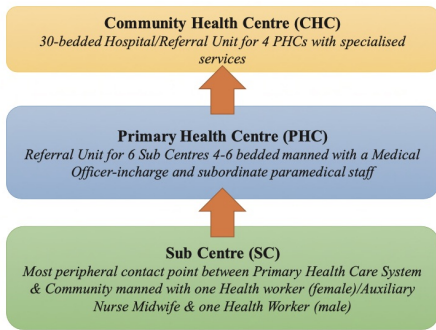 Community Health Centre (CHC)
30-bedded Hospital/Referral Unit for 4 PHCs with specialised
services
Primary Health Centre (PHC)
Referral Unit for 6 Sub Centres 4-6 bedded manned with a Medical
Officer-incharge and subordinate paramedical staff
Sub Centre (SC)
Most peripheral contact point between Primary Health Care System
& Community manned with one Health worker (female)/Auxiliary
Nurse Midwife & one Health Worker (male)